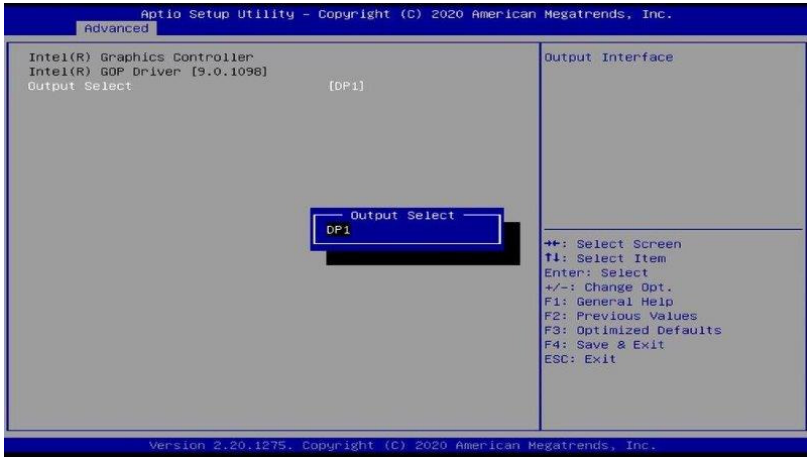 Aptio Setup Utility – Copyright (C) 2020 American Megatrends, Inc.
Advanced
Intel(R) Graphics Controller
Intel(R) GOP Driver [9.0.1098]
Output Select [DP1]
Output Interface
Output Select
DP1
→←: Select Screen
↑↓: Select Item
Enter: Select
+/-: Change Opt.
F1: General Help
F2: Previous Values
F3: Optimized Defaults
F4: Save & Exit
ESC: Exit
Version 2.20.1275. Copyright (C) 2020 American Megatrends, Inc.